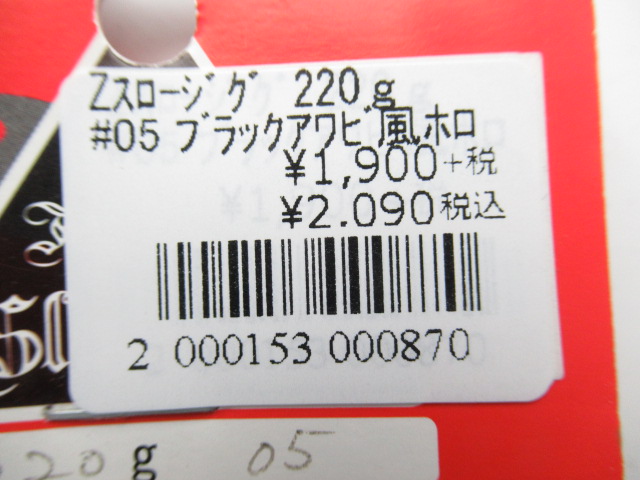 Zスロージグ 220g
#05 ブラックアワビ風ホロ
¥1,900+税
¥2.090税込
2 000153 000870
20 g 05